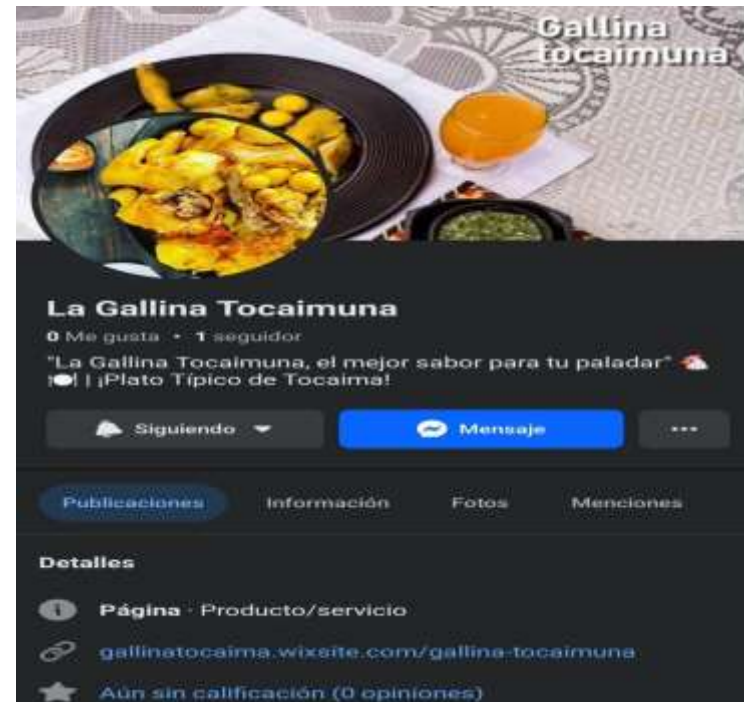 Gallina
tocaimuna
La Gallina Tocaimuna
0 Me gusta • 1 seguidor
"La Gallina Tocaimuna, el mejor sabor para tu paladar" 🐔
🍽️ | ¡Plato Típico de Tocaima!
Siguiendo
Mensaje
Publicaciones
Información
Fotos
Menciones
Detalles
Página · Producto/servicio
gallinatocaima.wixsite.com/gallina-tocaimuna
Aún sin calificación (0 opiniones)